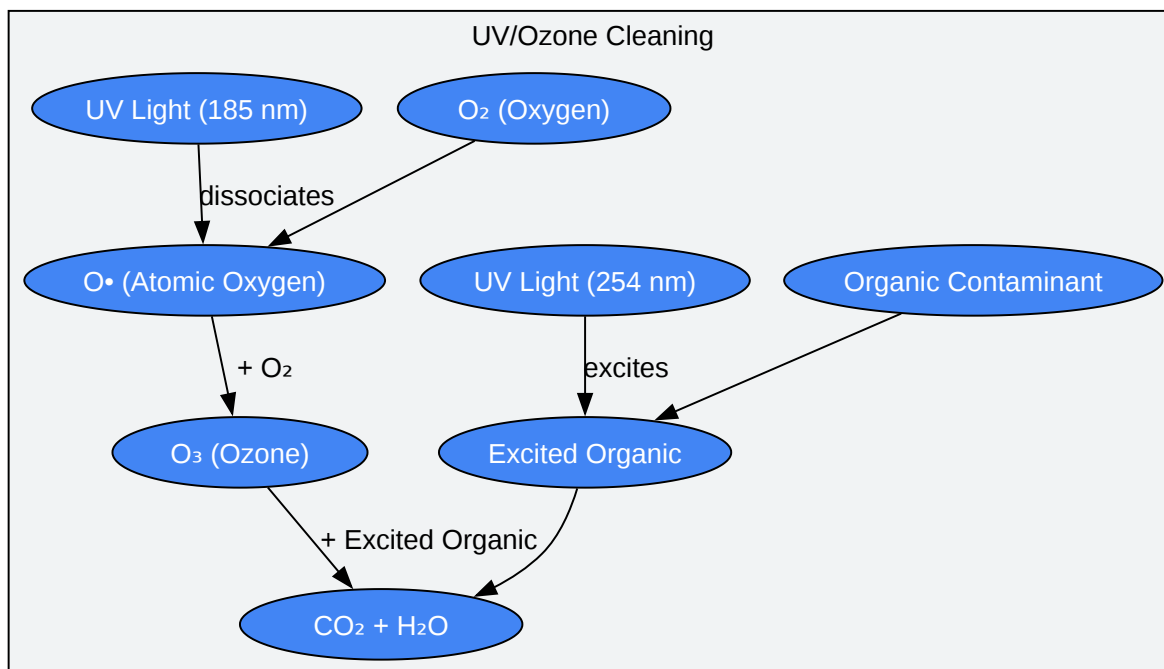 UV/Ozone Cleaning
UV Light (185 nm)
O₂ (Oxygen)
dissociates
O• (Atomic Oxygen)
UV Light (254 nm)
Organic Contaminant
+ O₂
excites
O₃ (Ozone)
Excited Organic
+ Excited Organic
CO₂ + H₂O